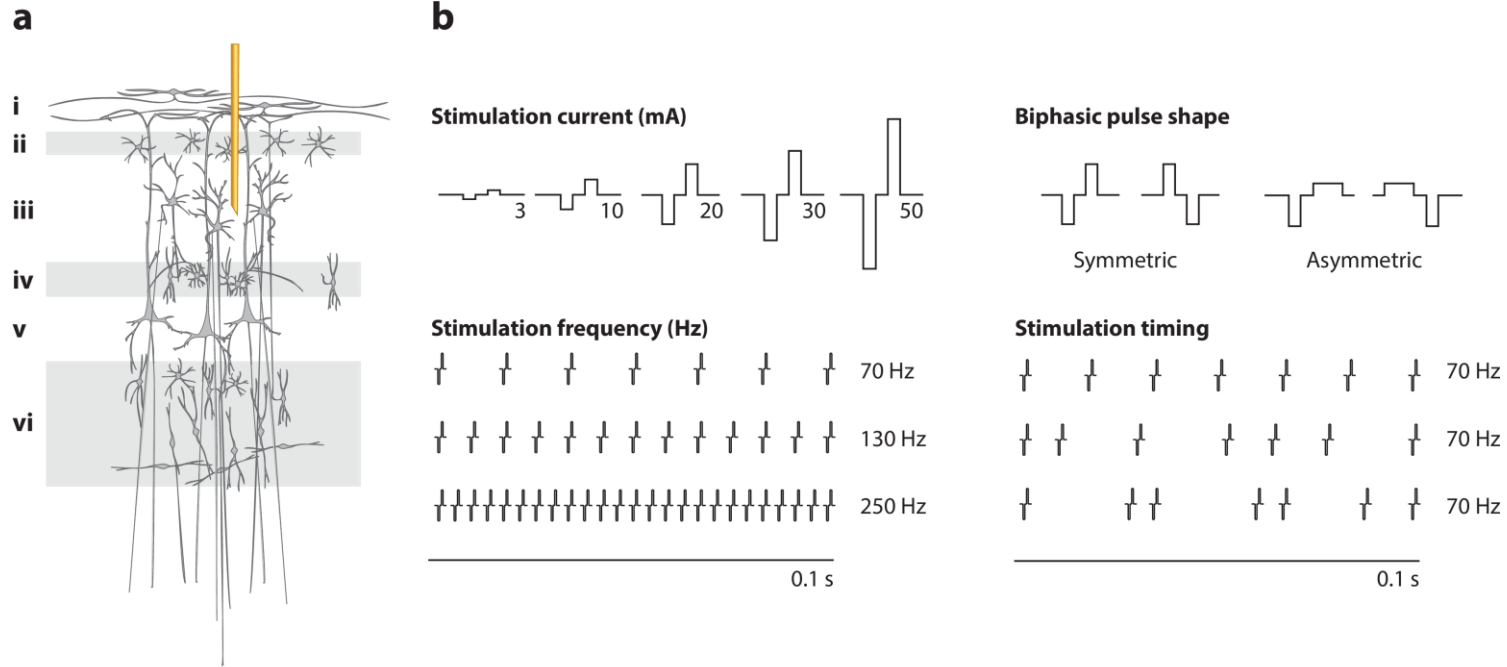 a
i
ii
iii
iv
v
vi
b
Stimulation current (mA)
3 10 20 30 50
Biphasic pulse shape
Symmetric Asymmetric
Stimulation frequency (Hz)
70 Hz
130 Hz
250 Hz
0.1 s
Stimulation timing
70 Hz
70 Hz
70 Hz
0.1 s